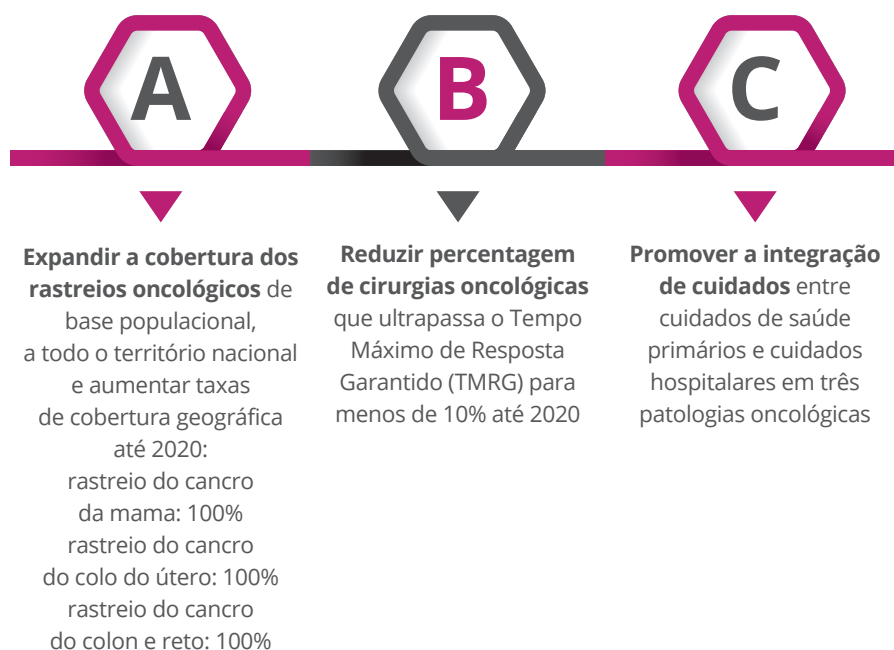 A
B
C
Expandir a cobertura dos
rastreios oncológicos de
base populacional,
a todo o território nacional
e aumentar taxas
de cobertura geográfica
até 2020:
rastreio do cancro
da mama: 100%
rastreio do cancro
do colo do útero: 100%
rastreio do cancro
do colon e reto: 100%
Reduzir percentagem
de cirurgias oncológicas
que ultrapassa o Tempo
Máximo de Resposta
Garantido (TMRG) para
menos de 10% até 2020
Promover a integração
de cuidados entre
cuidados de saúde
primários e cuidados
hospitalares em três
patologias oncológicas